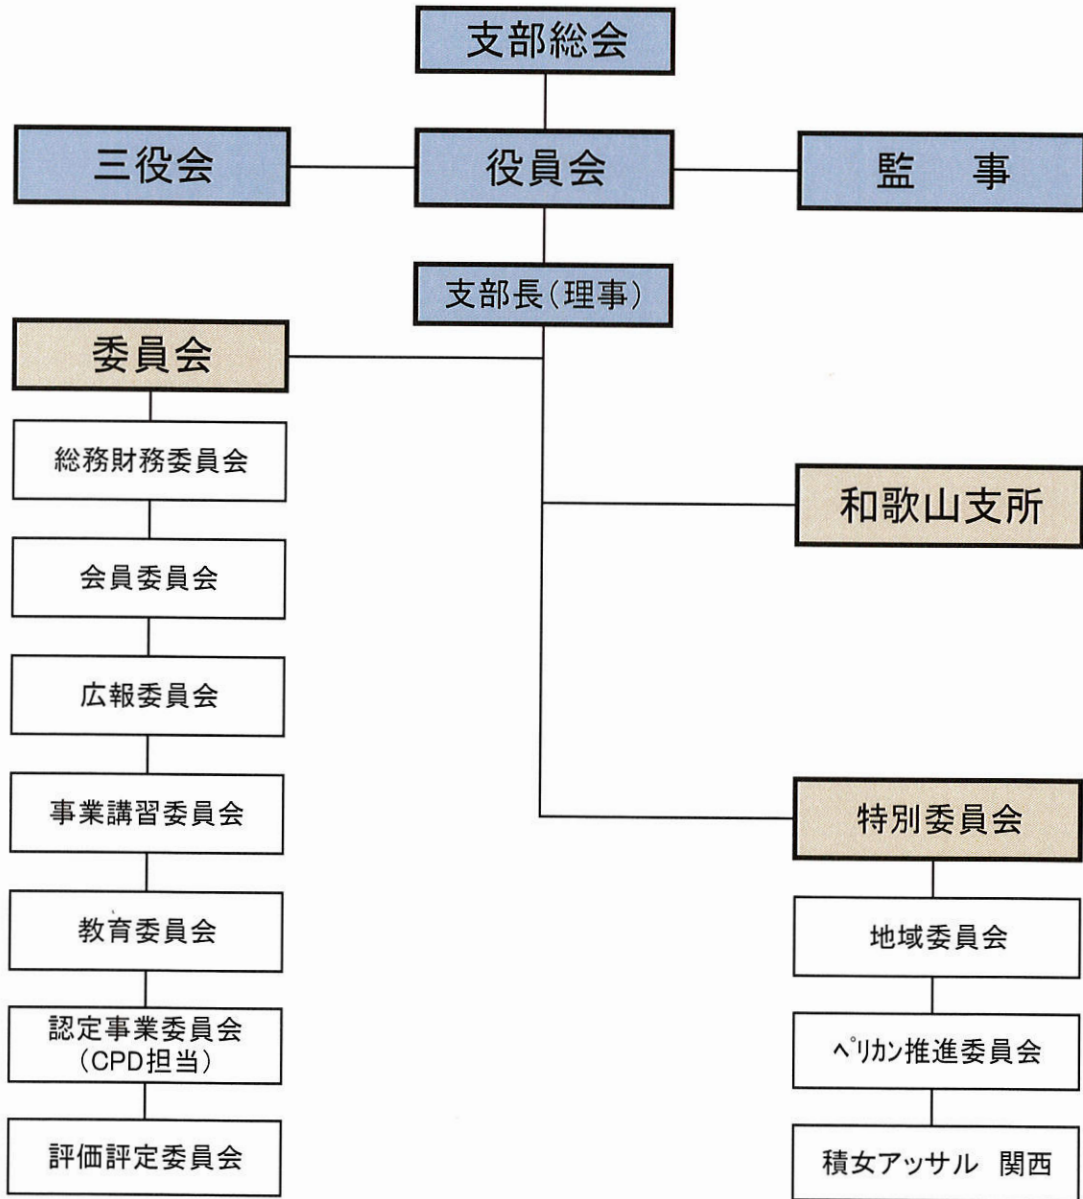 支部総会
三役会
役員会
監 事
支部長(理事)
委員会
総務財務委員会
会員委員会
広報委員会
事業講習委員会
教育委員会
認定事業委員会
(CPD担当)
評価評定委員会
和歌山支所
特別委員会
地域委員会
ペリカン推進委員会
積女アッサル 関西